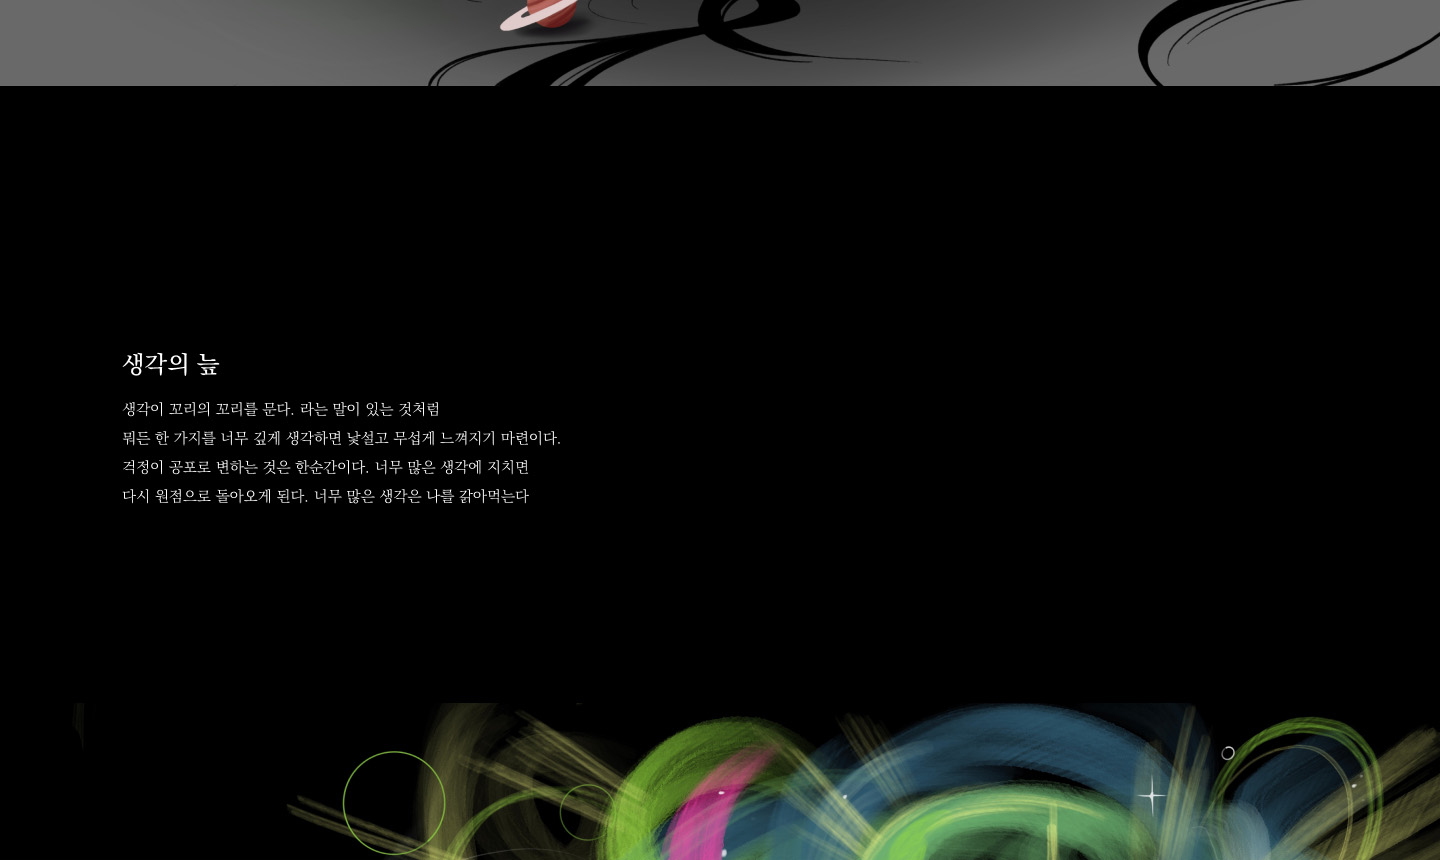 생각의 늪
생각이 꼬리의 꼬리를 문다. 라는 말이 있는 것처럼
뭐든 한 가지를 너무 깊게 생각하면 낯설고 무섭게 느껴지기 마련이다.
걱정이 공포로 변하는 것은 한순간이다. 너무 많은 생각에 지치면
다시 원점으로 돌아오게 된다. 너무 많은 생각은 나를 갉아먹는다